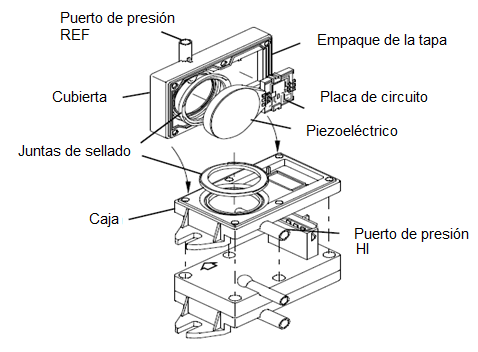 Puerto de presión
REF
Empaque de la tapa
Cubierta
Placa de circuito
Piezoeléctrico
Juntas de sellado
Caja
Puerto de presión
HI